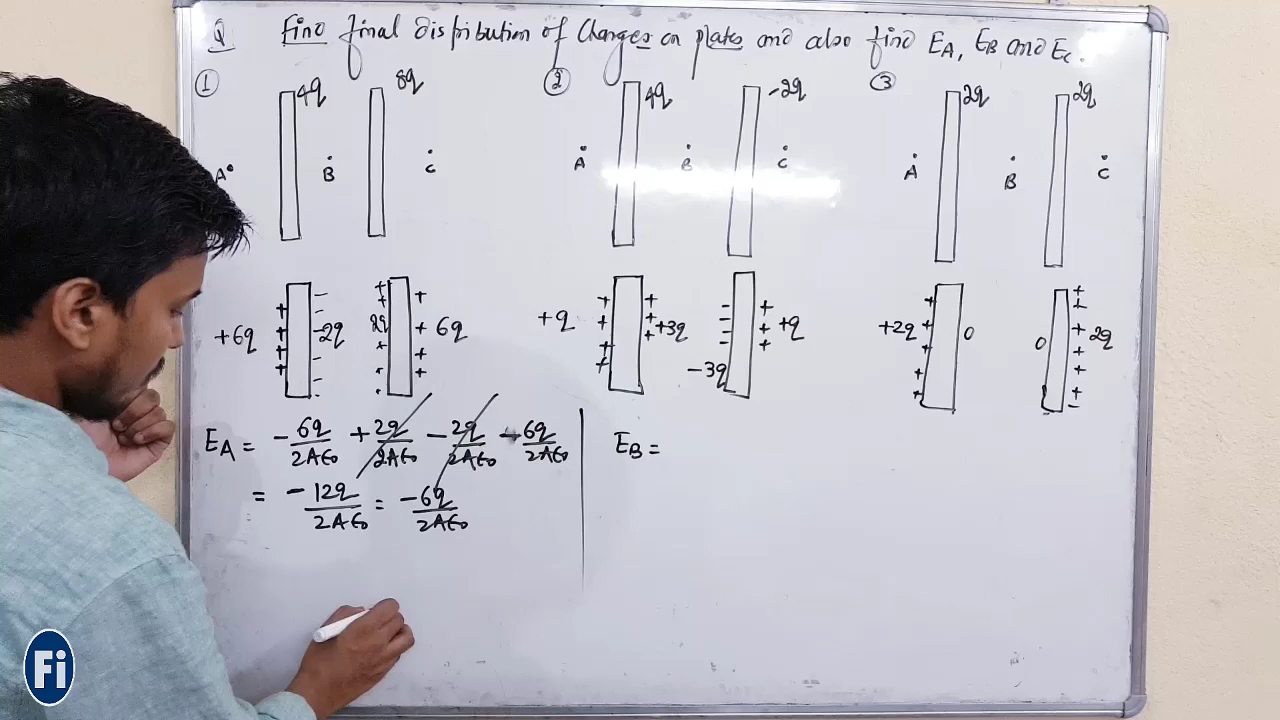 Q Find final distribution of Charges on plates and also find EA, EB and Ec.
① 4q 8q
A B C
② 4q -2q
A B C
③ 2q 2q
A B C
+6q -2q 2q 6q
+q +3q -3q +q
+2q 0 0 2q
EA = - 6q/2Aϵ₀ + 2q/2Aϵ₀ - 2q/2Aϵ₀ - 6q/2Aϵ₀
= -12q/2Aϵ₀ = -6q/2Aϵ₀
EB =
Fi